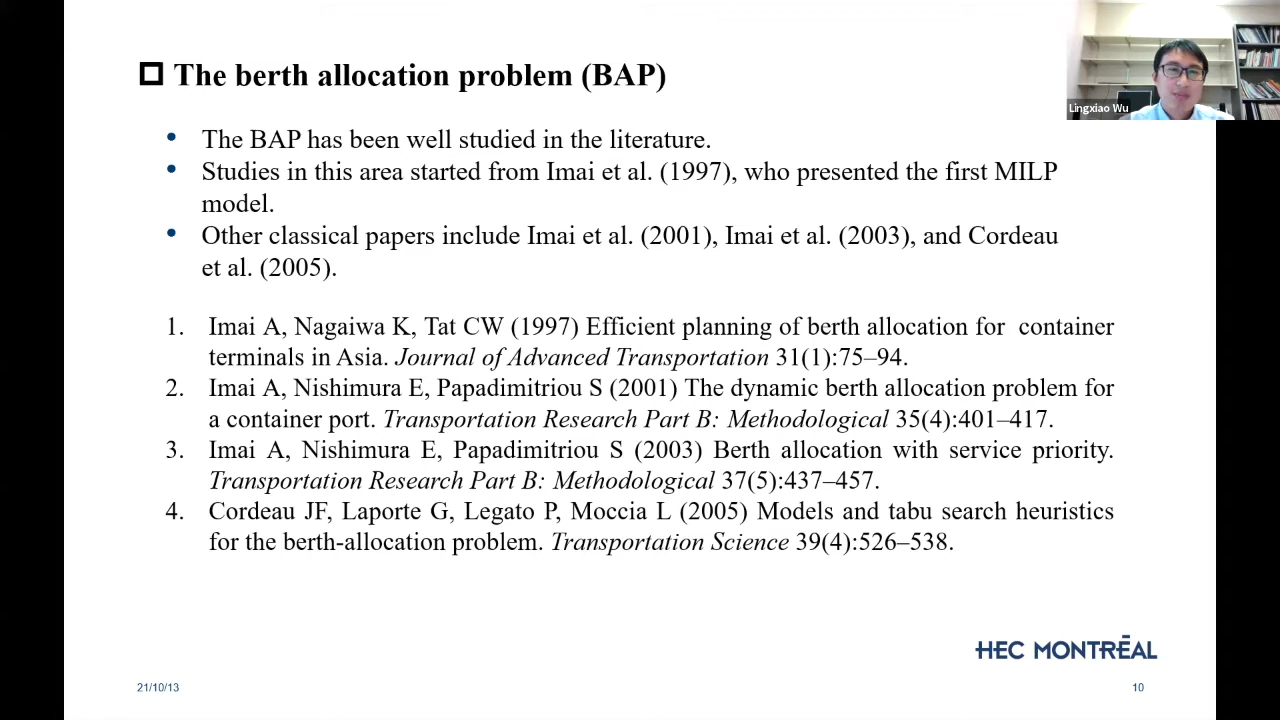 The berth allocation problem (BAP)
Lingxiao Wu
• The BAP has been well studied in the literature.
• Studies in this area started from Imai et al. (1997), who presented the first MILP
model.
• Other classical papers include Imai et al. (2001), Imai et al. (2003), and Cordeau
et al. (2005).
1. Imai A, Nagaiwa K, Tat CW (1997) Efficient planning of berth allocation for container
terminals in Asia. Journal of Advanced Transportation 31(1):75–94.
2. Imai A, Nishimura E, Papadimitriou S (2001) The dynamic berth allocation problem for
a container port. Transportation Research Part B: Methodological 35(4):401–417.
3. Imai A, Nishimura E, Papadimitriou S (2003) Berth allocation with service priority.
Transportation Research Part B: Methodological 37(5):437–457.
4. Cordeau JF, Laporte G, Legato P, Moccia L (2005) Models and tabu search heuristics
for the berth-allocation problem. Transportation Science 39(4):526–538.
HEC MONTRĒAL
21/10/13
10